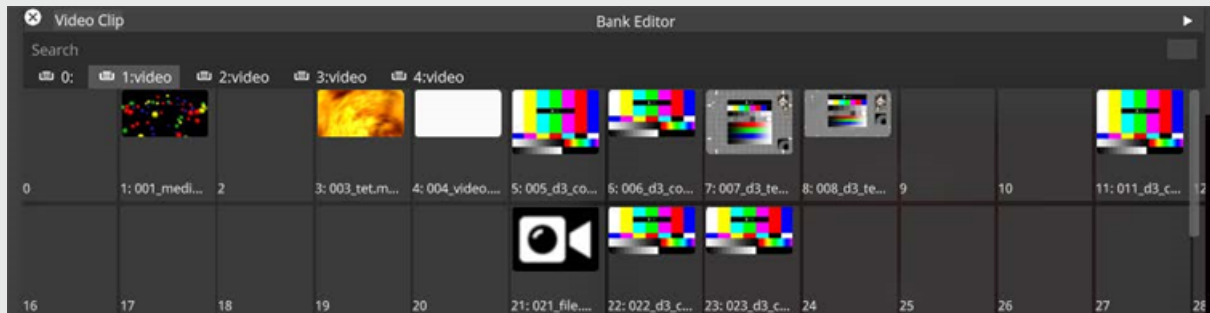 Video Clip Bank Editor
Search
0: 1:video 2:video 3:video 4:video
0 1: 001_medi... 2 3: 003_tet.m... 4: 004_video.... 5: 005_d3_co... 6: 006_d3_co... 7: 007_d3_te... 8: 008_d3_te... 9 10 11: 011_d3_c... 12
16 17 18 19 20 21: 021_file.... 22: 022_d3_c... 23: 023_d3_c... 24 25 26 27 28